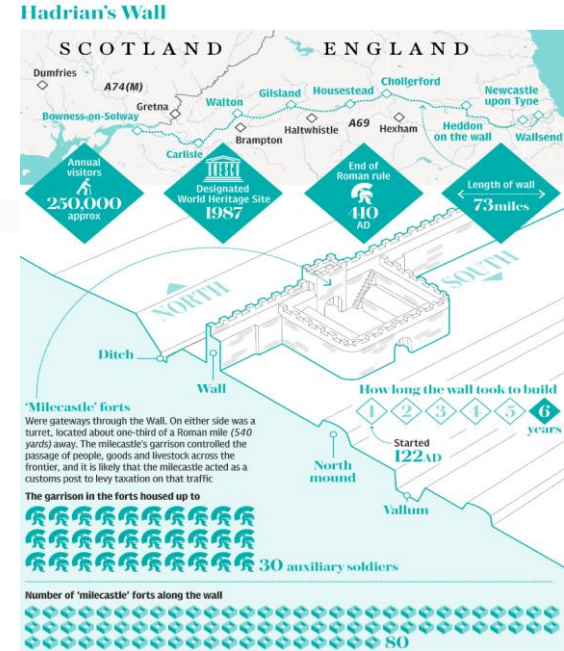 Hadrian's Wall
SCOTLAND
ENGLAND
Dumfries
A74(M)
Gretna
Bowness-on-Solway
Carlisle
Walton
Brampton
Gilsland
Haltwhistle
Housestead
A69
Chollerford
Hexham
Heddon
on the wall
Newcastle
upon Tyne
Wallsend
Annual
visitors
250,000
approx
UNESCO
Designated
World Heritage Site
1987
End of
Roman rule
410
AD
Length of wall
73miles
NORTH
SOUTH
Ditch
Wall
'Milecastle' forts
Were gateways through the Wall. On either side was a
turret, located about one-third of a Roman mile (540
yards) away. The milecastle's garrison controlled the
passage of people, goods and livestock across the
frontier, and it is likely that the milecastle acted as a
customs post to levy taxation on that traffic
How long the wall took to build
1 2 3 4 5 6
years
Started
122AD
North
mound
Vallum
The garrison in the forts housed up to
30 auxiliary soldiers
Number of 'milecastle' forts along the wall
80